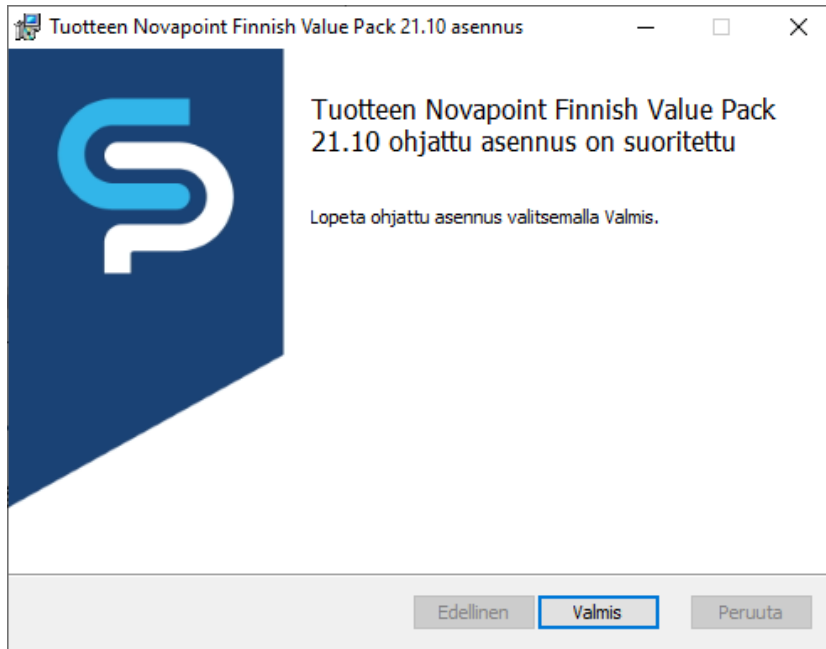 Tuotteen Novapoint Finnish Value Pack 21.10 asennus
Tuotteen Novapoint Finnish Value Pack
21.10 ohjattu asennus on suoritettu
Lopeta ohjattu asennus valitsemalla Valmis.
Edellinen Valmis Peruuta